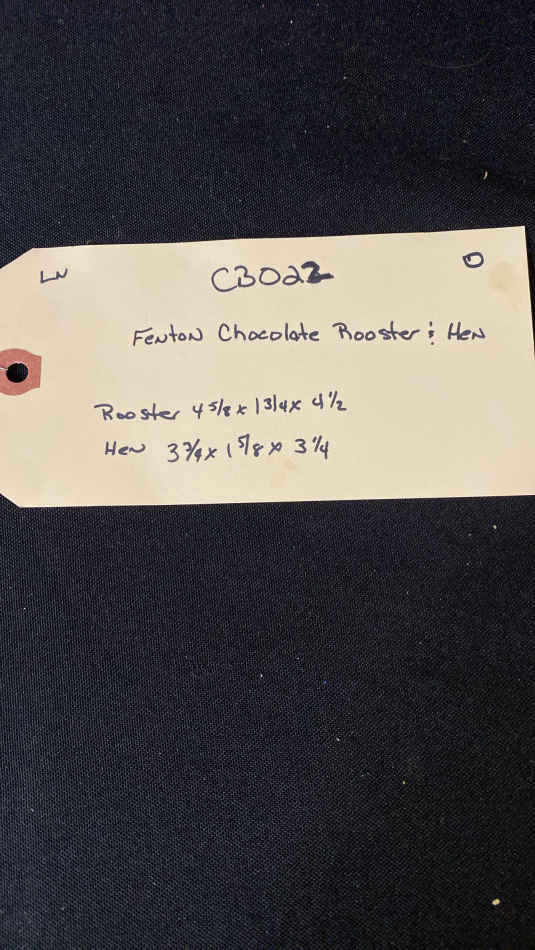 LN
CB022
O
Fenton Chocolate Rooster & Hen
Rooster 4 5/8 x 1 3/4 x 4 1/2
Hen 3 3/4 x 1 5/8 x 3 1/4